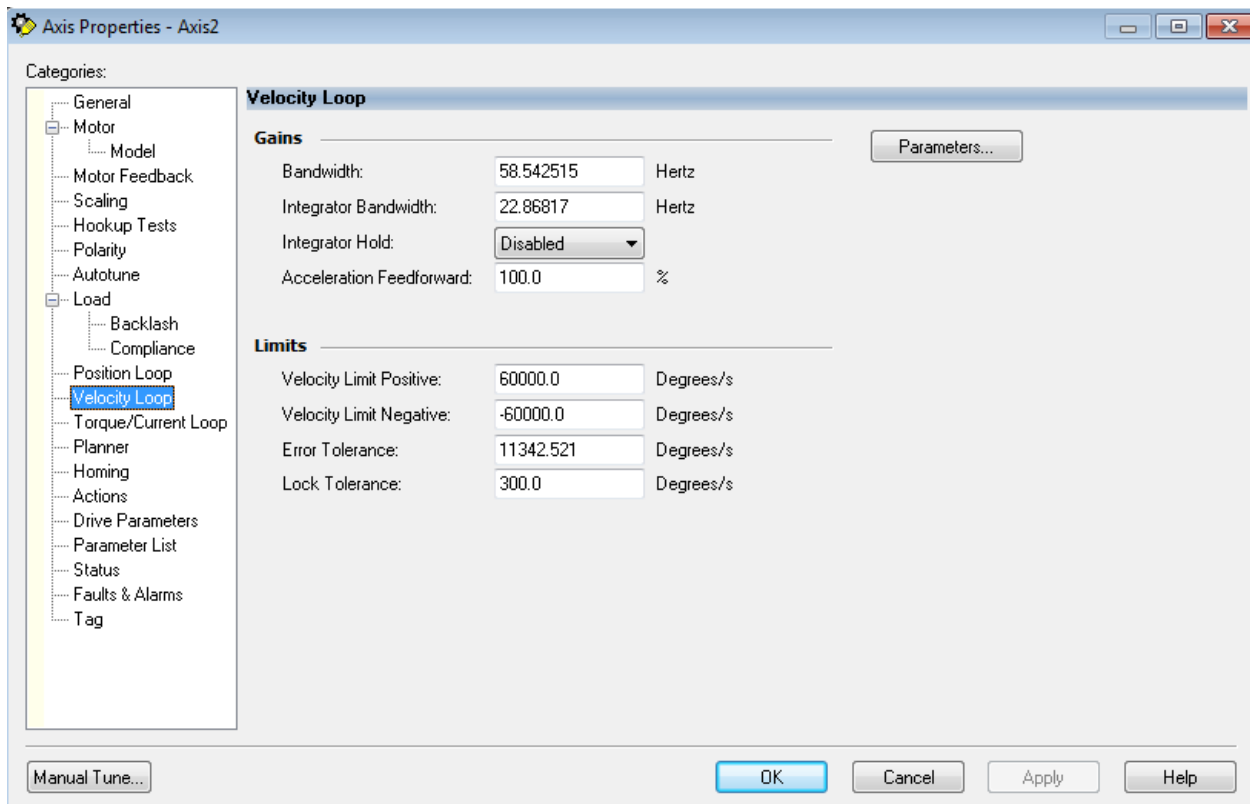 Axis Properties - Axis2
Categories:
General
Motor
Model
Motor Feedback
Scaling
Hookup Tests
Polarity
Autotune
Load
Backlash
Compliance
Position Loop
Velocity Loop
Torque/Current Loop
Planner
Homing
Actions
Drive Parameters
Parameter List
Status
Faults & Alarms
Tag
Velocity Loop
Gains
Parameters...
Bandwidth: 58.542515 Hertz
Integrator Bandwidth: 22.86817 Hertz
Integrator Hold: Disabled
Acceleration Feedforward: 100.0 %
Limits
Velocity Limit Positive: 60000.0 Degrees/s
Velocity Limit Negative: -60000.0 Degrees/s
Error Tolerance: 11342.521 Degrees/s
Lock Tolerance: 300.0 Degrees/s
Manual Tune... OK Cancel Apply Help